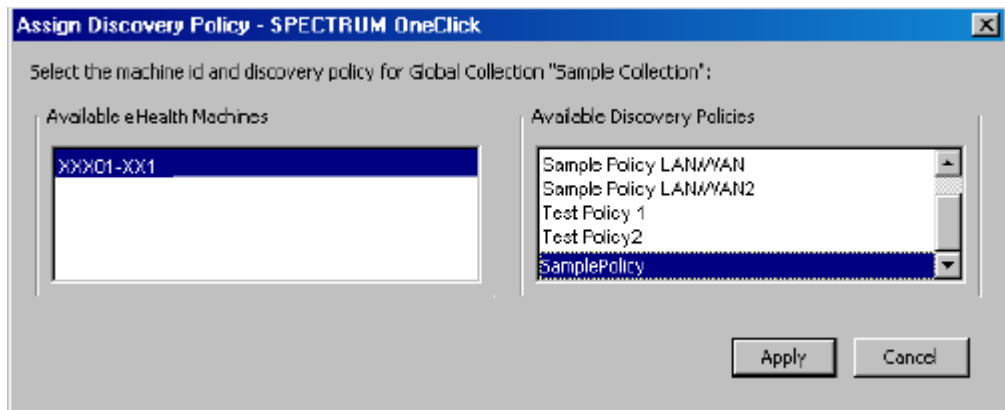 Assign Discovery Policy - SPECTRUM OneClick
Select the machine id and discovery policy for Global Collection "Sample Collection":
Available eHealth Machines
XXX01-XX1
Available Discovery Policies
Sample Policy LAN/WAN
Sample Policy LAN/WAN2
Test Policy 1
Test Policy2
SamplePolicy
Apply
Cancel